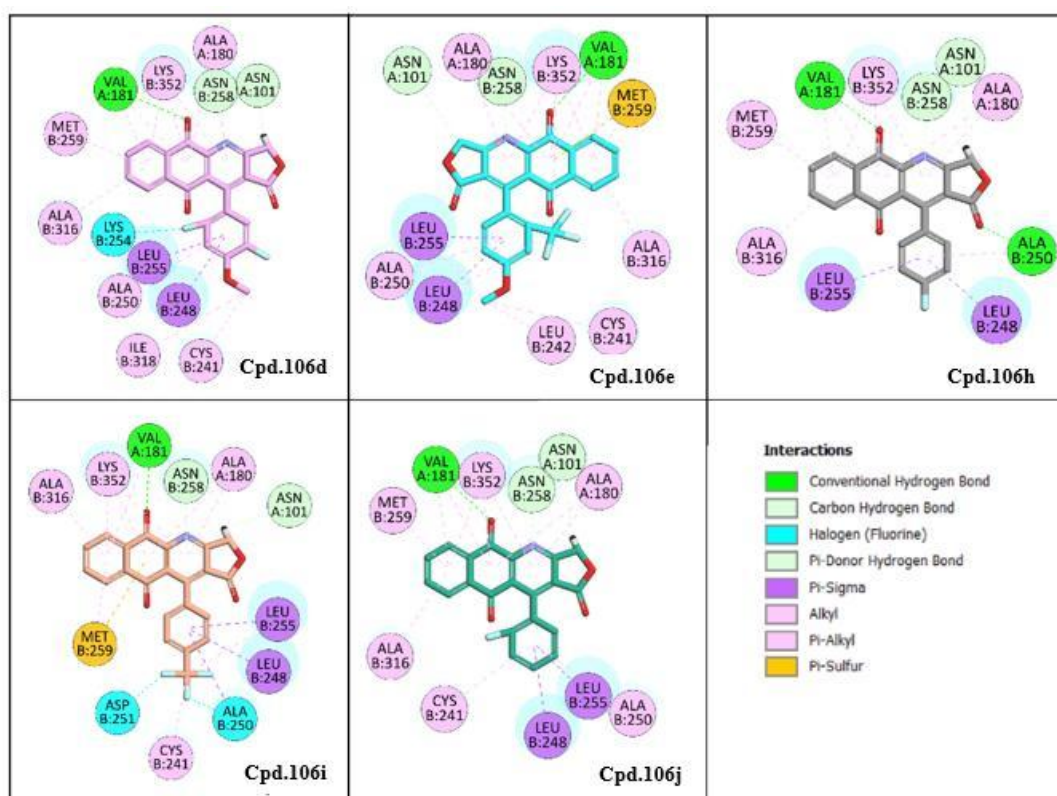 ALA
A:180
VAL
A:181
LYS
B:352
ASN
B:258
ASN
A:101
MET
B:259
ALA
B:316
LYS
B:254
LEU
B:255
ALA
B:250
LEU
B:248
ILE
B:318
CYS
B:241
Cpd.106d
ASN
A:101
ALA
A:180
ASN
B:258
LYS
B:352
VAL
A:181
MET
B:259
LEU
B:255
ALA
B:250
LEU
B:248
ALA
B:316
LEU
B:242
CYS
B:241
Cpd.106e
VAL
A:181
LYS
B:352
ASN
B:258
ASN
A:101
ALA
A:180
MET
B:259
ALA
B:316
LEU
B:255
ALA
B:250
LEU
B:248
Cpd.106h
ALA
B:316
LYS
B:352
VAL
A:181
ASN
B:258
ALA
A:180
ASN
A:101
MET
B:259
LEU
B:255
LEU
B:248
ASP
B:251
ALA
B:250
CYS
B:241
Cpd.106i
VAL
A:181
LYS
B:352
ASN
B:258
ASN
A:101
ALA
A:180
MET
B:259
ALA
B:316
CYS
B:241
LEU
B:255
LEU
B:248
ALA
B:250
Cpd.106j
Interactions
Conventional Hydrogen Bond
Carbon Hydrogen Bond
Halogen (Fluorine)
Pi-Donor Hydrogen Bond
Pi-Sigma
Alkyl
Pi-Alkyl
Pi-Sulfur